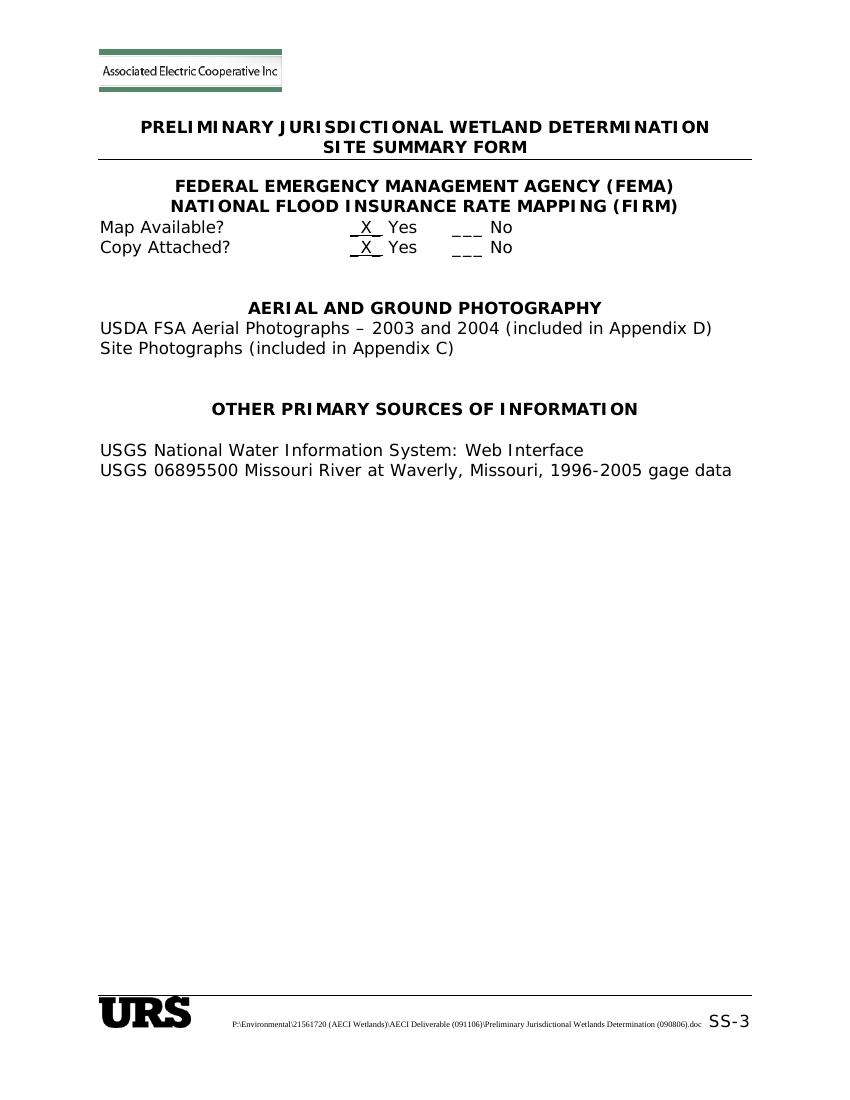 Associated Electric Cooperative Inc
PRELIMINARY JURISDICTIONAL WETLAND DETERMINATION
SITE SUMMARY FORM
FEDERAL EMERGENCY MANAGEMENT AGENCY (FEMA)
NATIONAL FLOOD INSURANCE RATE MAPPING (FIRM)
Map Available? _X_ Yes ___ No
Copy Attached? _X_ Yes ___ No
AERIAL AND GROUND PHOTOGRAPHY
USDA FSA Aerial Photographs – 2003 and 2004 (included in Appendix D)
Site Photographs (included in Appendix C)
OTHER PRIMARY SOURCES OF INFORMATION
USGS National Water Information System: Web Interface
USGS 06895500 Missouri River at Waverly, Missouri, 1996-2005 gage data
URS P:\Environmental\21561720 (AECI Wetlands)\AECI Deliverable (091106)\Preliminary Jurisdictional Wetlands Determination (090806).doc SS-3